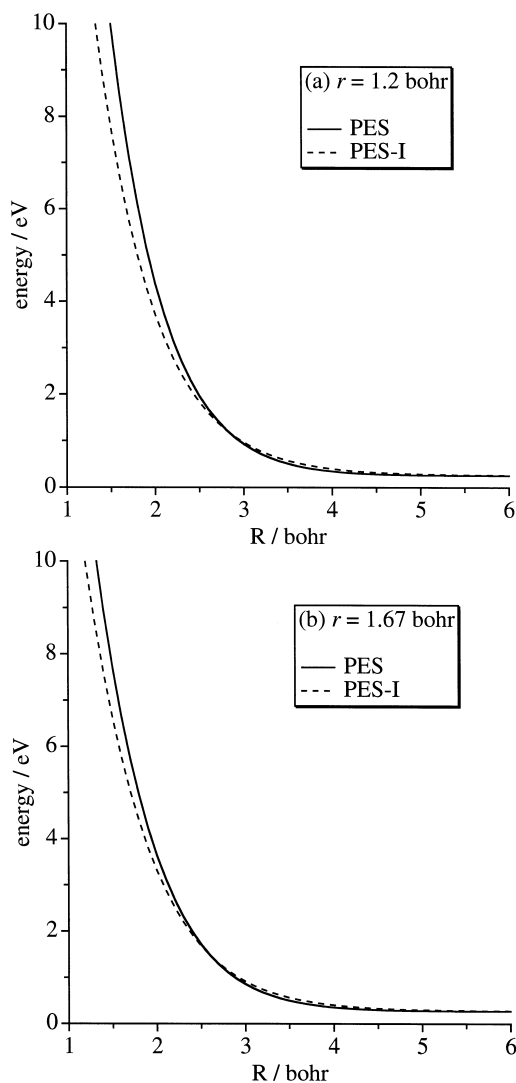 10
8
6
4
2
0
energy / eV
(a) r = 1.2 bohr
PES
PES-I
1 2 3 4 5 6
R / bohr
10
8
6
4
2
0
energy / eV
(b) r = 1.67 bohr
PES
PES-I
1 2 3 4 5 6
R / bohr